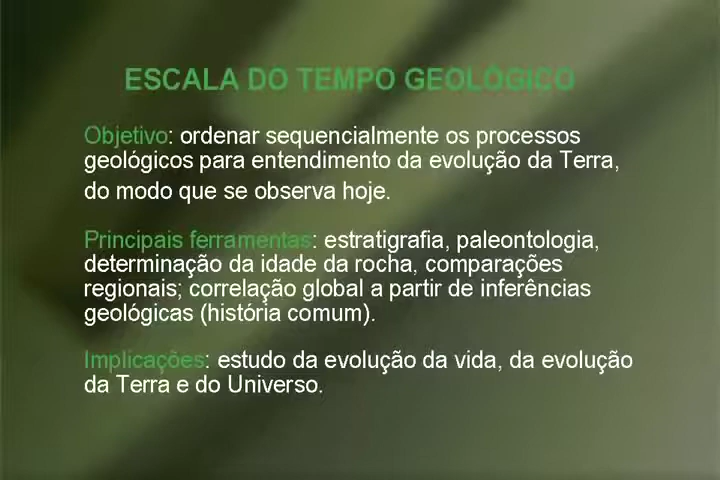 ESCALA DO TEMPO GEOLÓGICO
Objetivo: ordenar sequencialmente os processos
geológicos para entendimento da evolução da Terra,
do modo que se observa hoje.
Principais ferramentas: estratigrafia, paleontologia,
determinação da idade da rocha, comparações
regionais; correlação global a partir de inferências
geológicas (história comum).
Implicações: estudo da evolução da vida, da evolução
da Terra e do Universo.